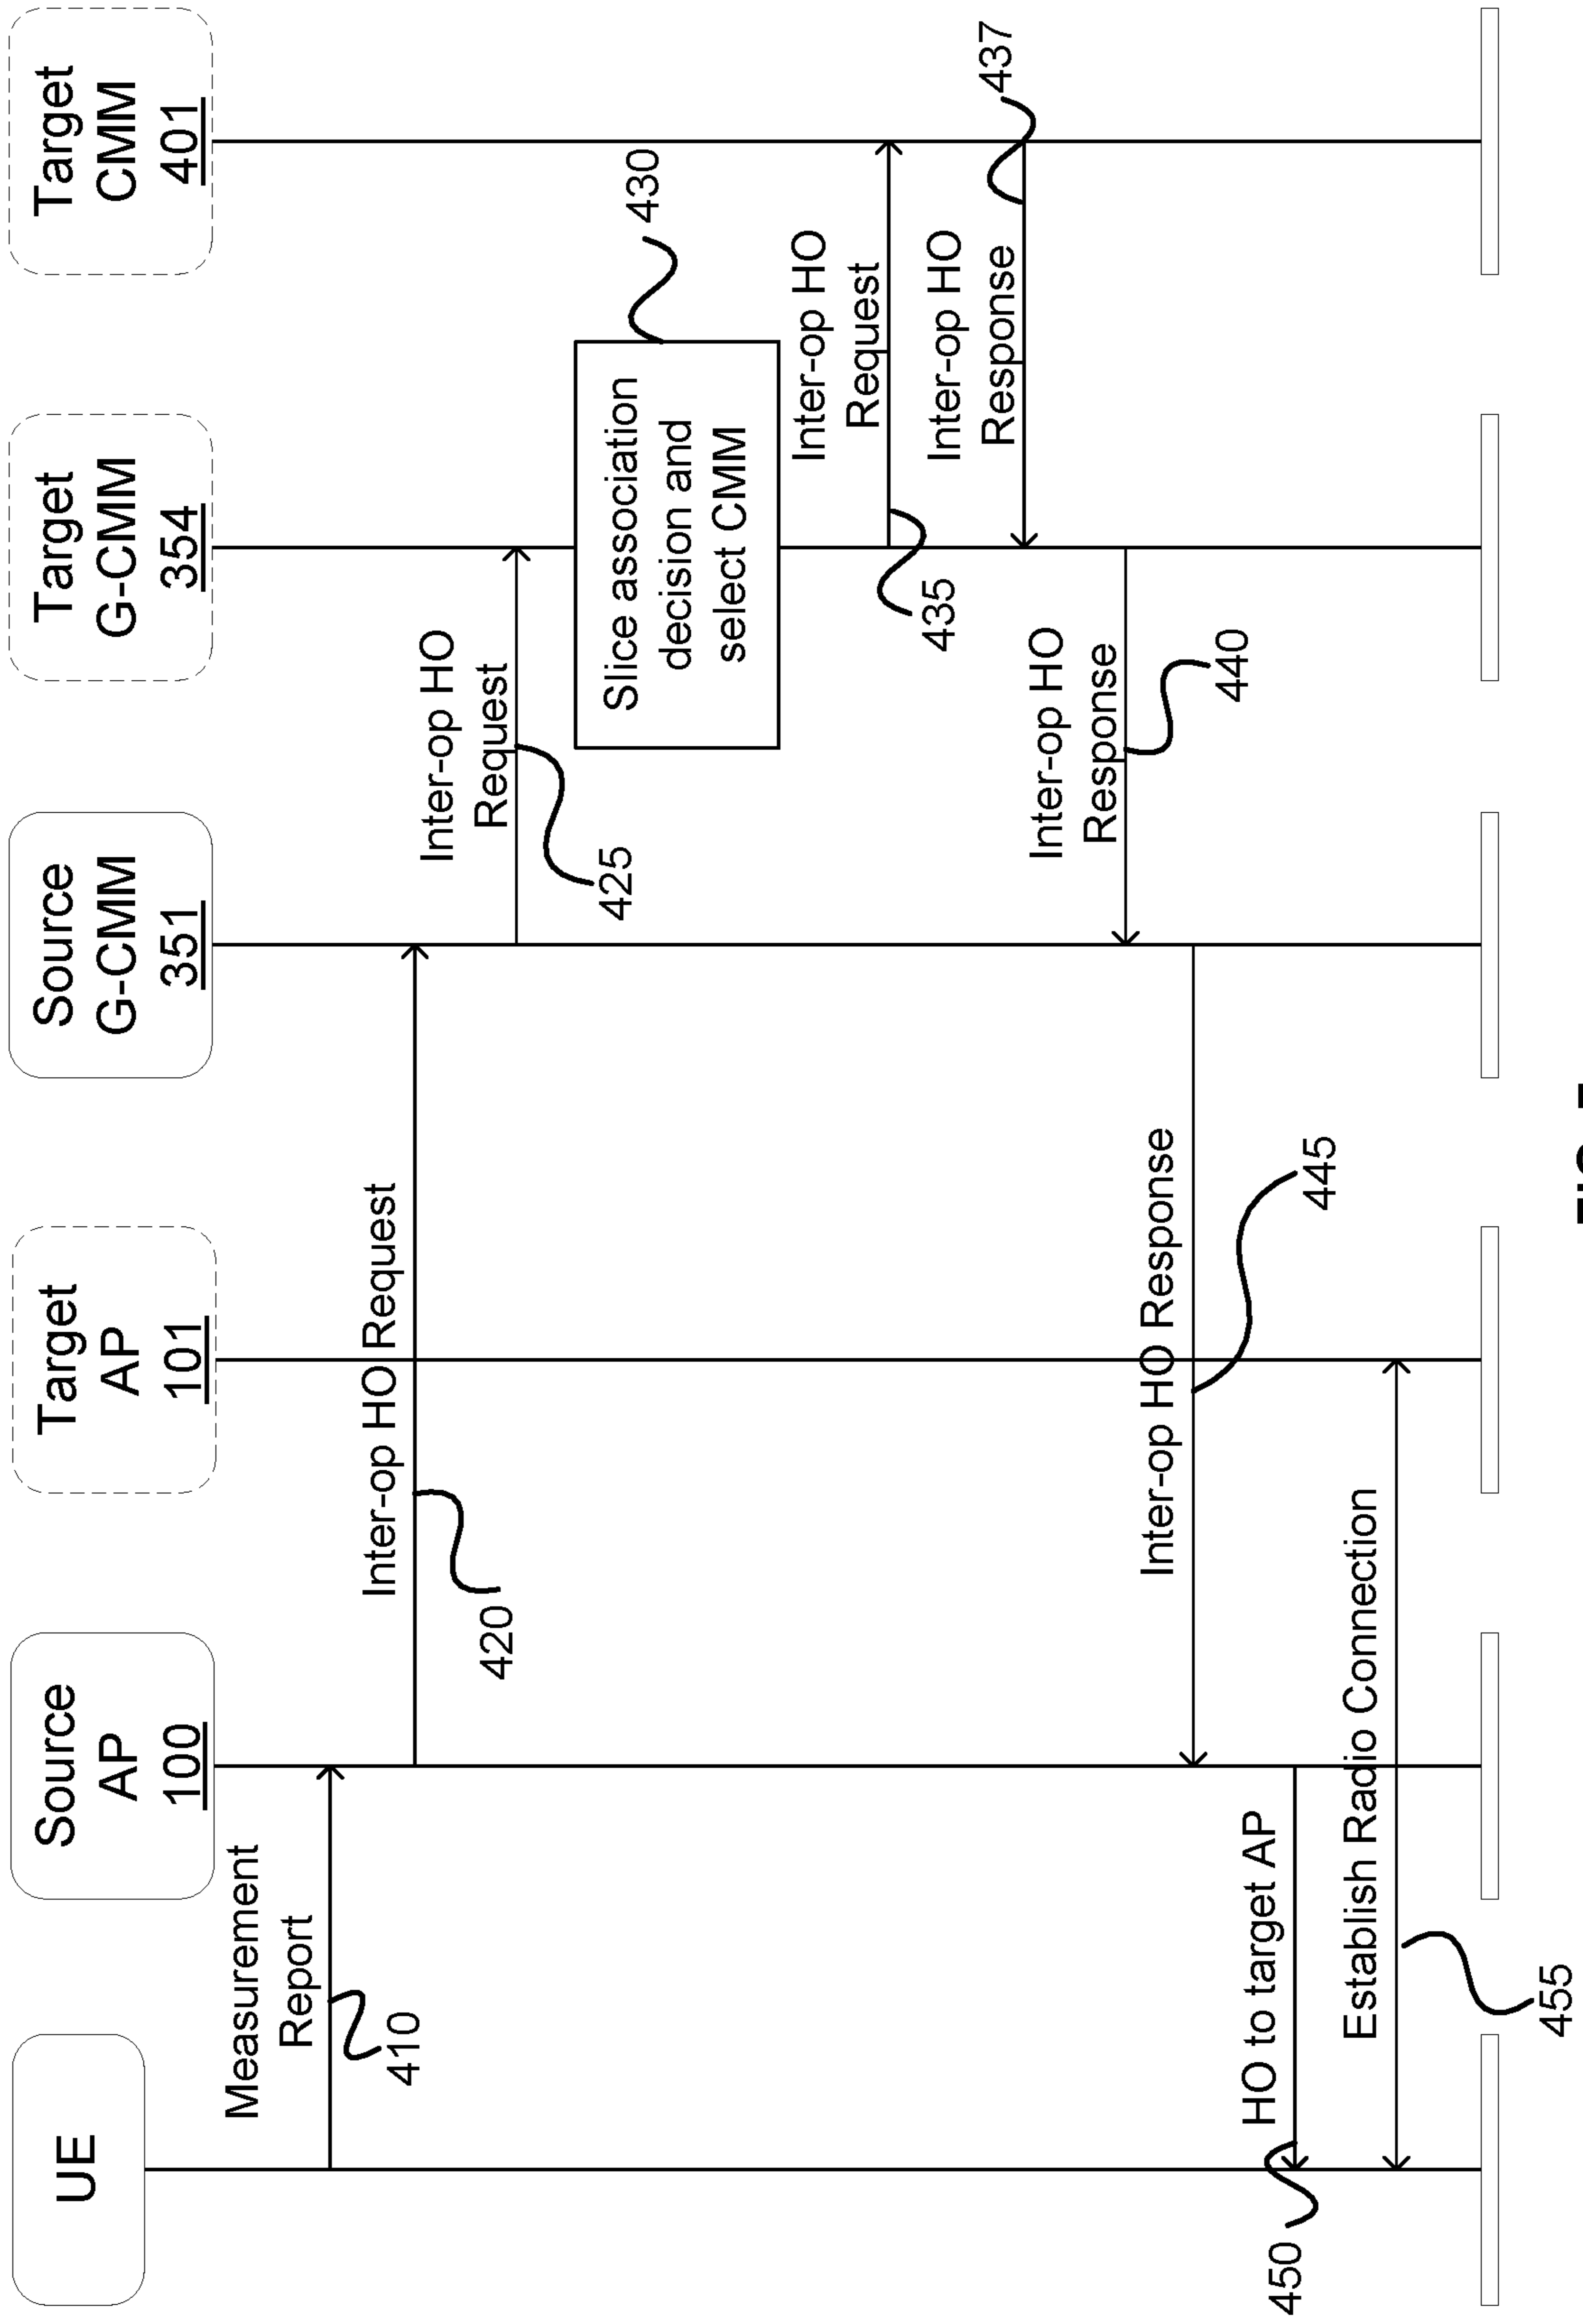 UE
Source
AP
100
Target
AP
101
Source
G-CMM
351
Target
G-CMM
354
Target
CMM
401
Measurement
Report
410
Inter-op HO Request
420
Inter-op HO
Request
425
Slice association
decision and
select CMM
430
Inter-op HO
Request
435
Inter-op HO
Response
437
Inter-op HO
Response
440
Inter-op HO Response
445
HO to target AP
450
Establish Radio Connection
455